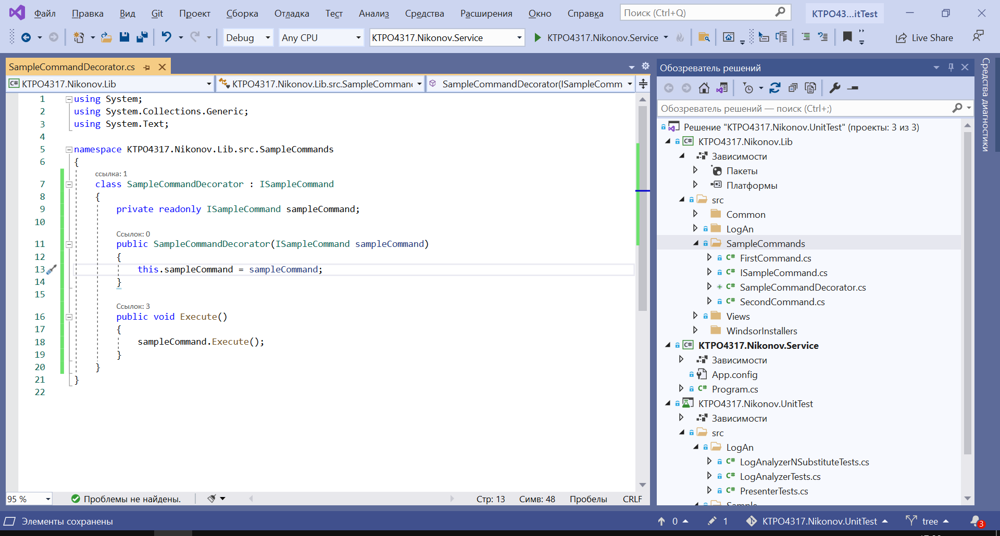 Файл Правка Вид Git Проект Сборка Отладка Тест Анализ Средства Расширения Окно Справка Поиск (Ctrl+Q) KTPO43...itTest
Debug Any CPU KTPO4317.Nikonov.Service KTPO4317.Nikonov.Service Live Share
SampleCommandDecorator.cs
C# KTPO4317.Nikonov.Lib KTPO4317.Nikonov.Lib.src.SampleComman SampleCommandDecorator(ISampleComm
1 using System;
2 using System.Collections.Generic;
3 using System.Text;
4
5 namespace KTPO4317.Nikonov.Lib.src.SampleCommands
6 {
ссылка: 1
7 class SampleCommandDecorator : ISampleCommand
8 {
9 private readonly ISampleCommand sampleCommand;
10
Ссылок: 0
11 public SampleCommandDecorator(ISampleCommand sampleCommand)
12 {
13 this.sampleCommand = sampleCommand;
14 }
15
Ссылок: 3
16 public void Execute()
17 {
18 sampleCommand.Execute();
19 }
20 }
21 }
22
95 % Проблемы не найдены. Стр: 13 Симв: 48 Пробелы CRLF
Обозреватель решений
Обозреватель решений — поиск (Ctrl+;)
Решение "KTPO4317.Nikonov.UnitTest" (проекты: 3 из 3)
C# KTPO4317.Nikonov.Lib
Зависимости
Пакеты
Платформы
src
Common
LogAn
SampleCommands
C# FirstCommand.cs
C# ISampleCommand.cs
C# SampleCommandDecorator.cs
C# SecondCommand.cs
Views
WindsorInstallers
C# KTPO4317.Nikonov.Service
Зависимости
App.config
C# Program.cs
KTPO4317.Nikonov.UnitTest
Зависимости
src
LogAn
C# LogAnalyzerNSubstituteTests.cs
C# LogAnalyzerTests.cs
C# PresenterTests.cs
Sample
Средства диагностики
Элементы сохранены 0 1 KTPO4317.Nikonov.UnitTest tree 3